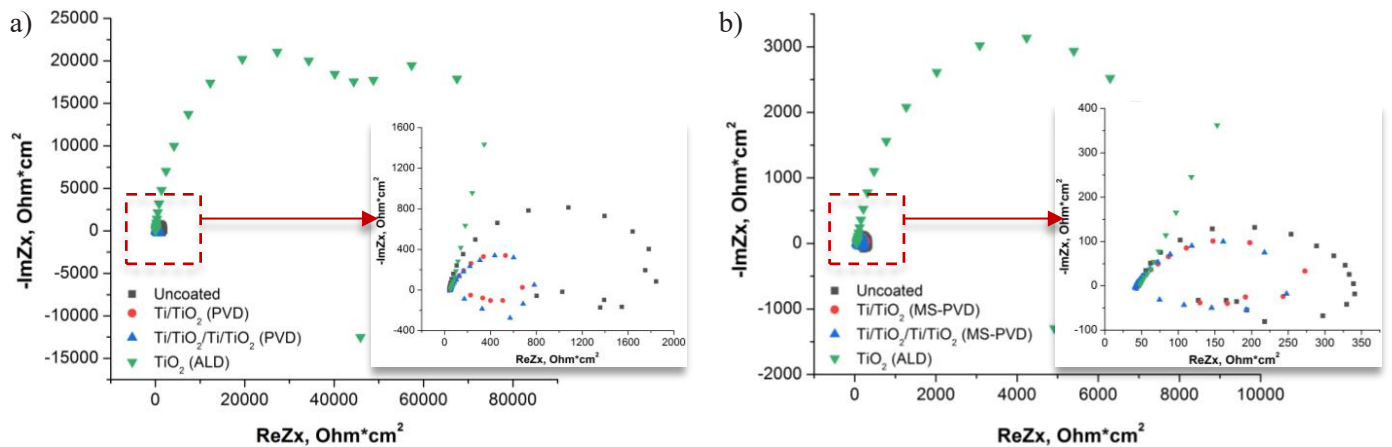 a)
25000
20000
15000
10000
5000
0
-5000
-10000
-15000
-ImZx, Ohm*cm²
0 20000 40000 60000 80000
ReZx, Ohm*cm²
Uncoated
Ti/TiO₂ (PVD)
Ti/TiO₂/Ti/TiO₂ (PVD)
TiO₂ (ALD)
1600
1200
800
400
0
-400
-ImZx, Ohm*cm²
0 400 800 1200 1600 2000
ReZx, Ohm*cm²
b)
3000
2000
1000
0
-1000
-2000
-ImZx, Ohm*cm²
0 2000 4000 6000 8000 10000
ReZx, Ohm*cm²
Uncoated
Ti/TiO₂ (MS-PVD)
Ti/TiO₂/Ti/TiO₂ (MS-PVD)
TiO₂ (ALD)
400
300
200
100
0
-100
-ImZx, Ohm*cm²
0 50 100 150 200 250 300 350
ReZx, Ohm*cm²